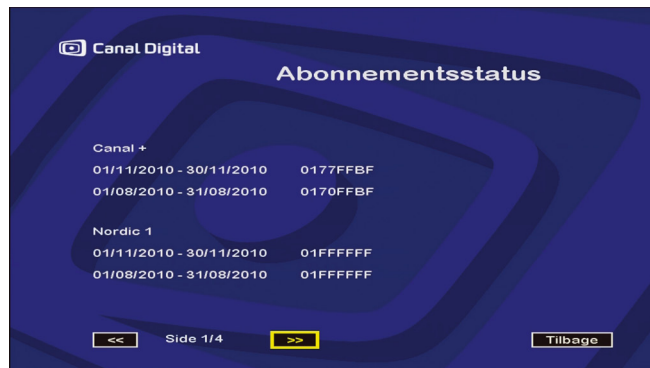 Canal Digital
Abonnementsstatus
Canal +
01/11/2010 - 30/11/2010 0177FFBF
01/08/2010 - 31/08/2010 0170FFBF
Nordic 1
01/11/2010 - 30/11/2010 01FFFFFF
01/08/2010 - 31/08/2010 01FFFFFF
<< Side 1/4 >> Tilbage